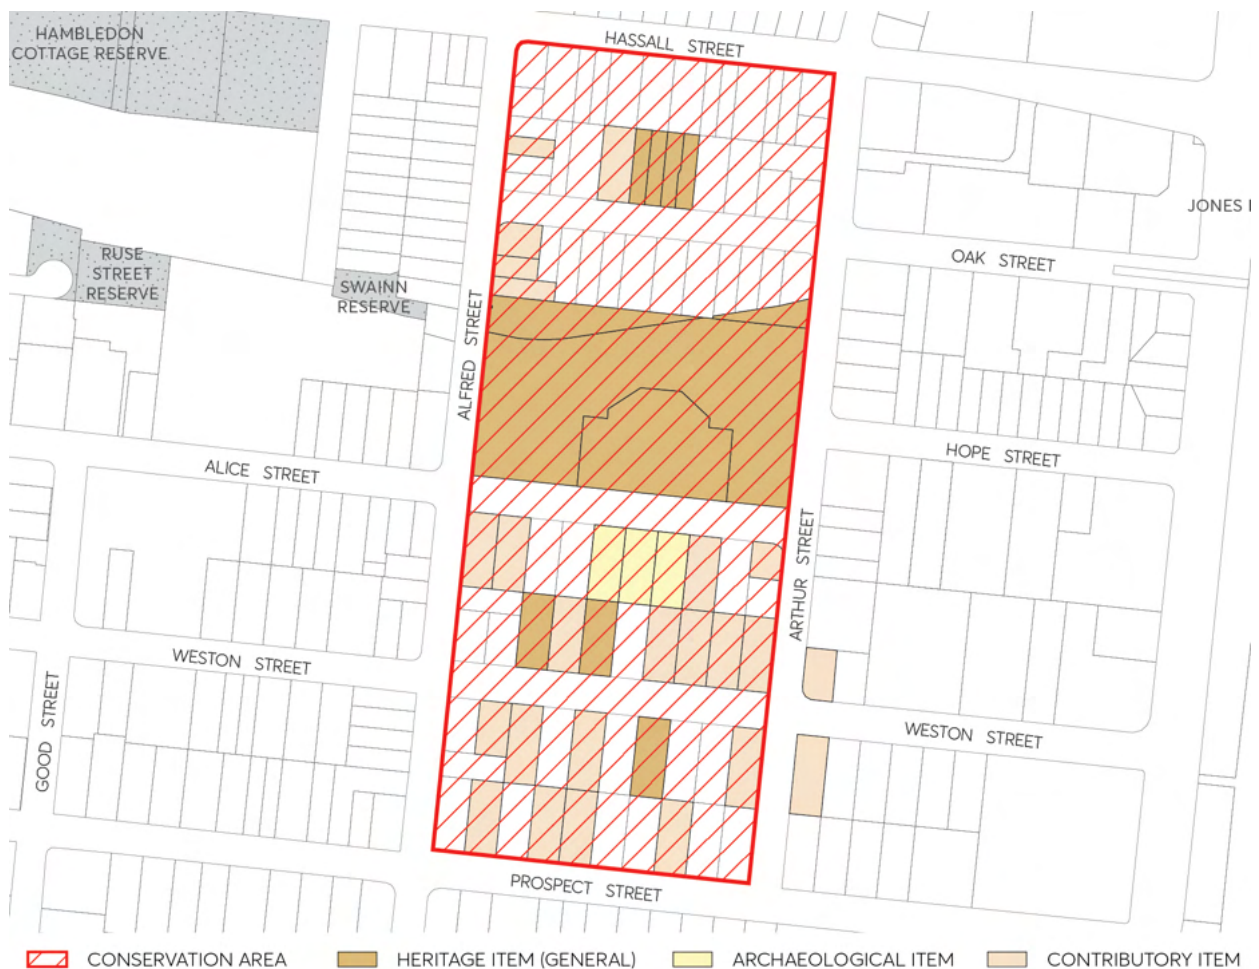 HAMBLEDON
COTTAGE RESERVE
HASSALL STREET
JONES
RUSE
STREET
RESERVE
SWAINN
RESERVE
OAK STREET
ALFRED STREET
ALICE STREET
HOPE STREET
ARTHUR STREET
WESTON STREET
GOOD STREET
WESTON STREET
PROSPECT STREET
CONSERVATION AREA
HERITAGE ITEM (GENERAL)
ARCHAEOLOGICAL ITEM
CONTRIBUTORY ITEM